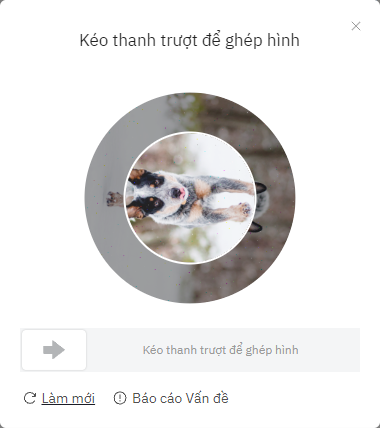 Kéo thanh trượt để ghép hình
Kéo thanh trượt để ghép hình
Làm mới
Báo cáo Vấn đề